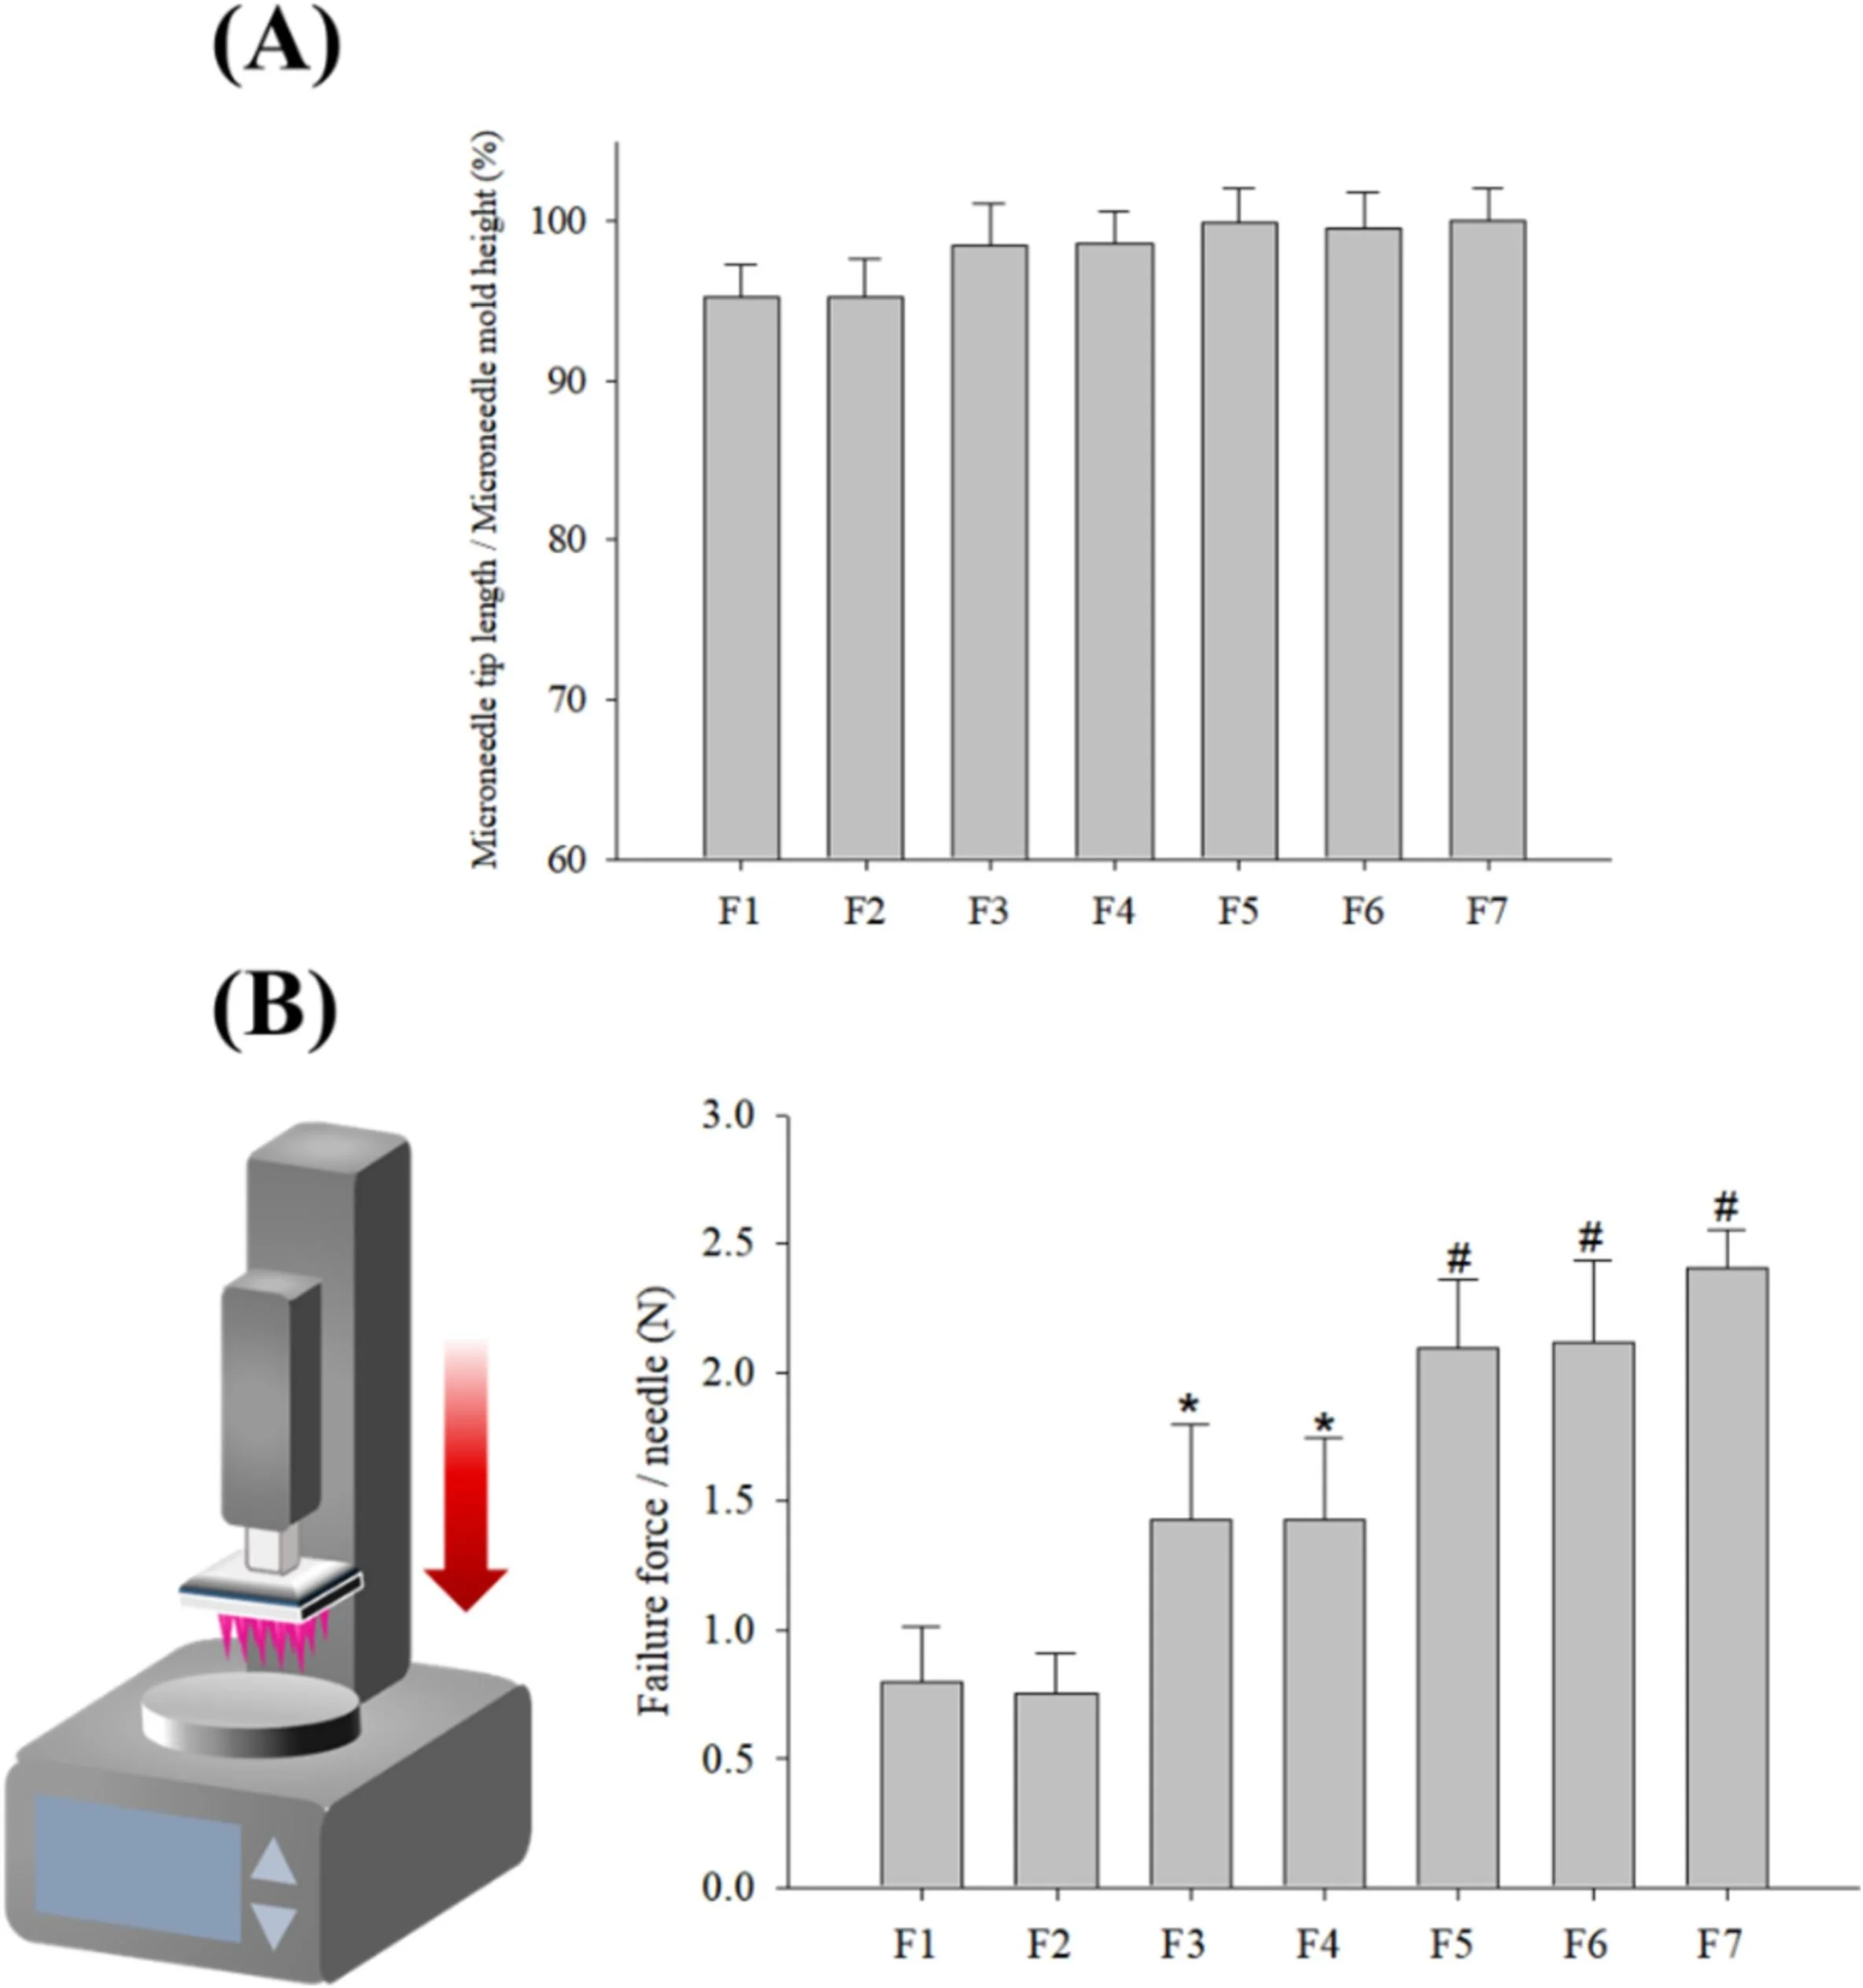 (A)
Microneedle tip length / Microneedle mold height (%)
100
90
80
70
60
F1 F2 F3 F4 F5 F6 F7
(B)
Failure force / needle (N)
3.0
2.5
2.0
1.5
1.0
0.5
0.0
* * # # #
F1 F2 F3 F4 F5 F6 F7